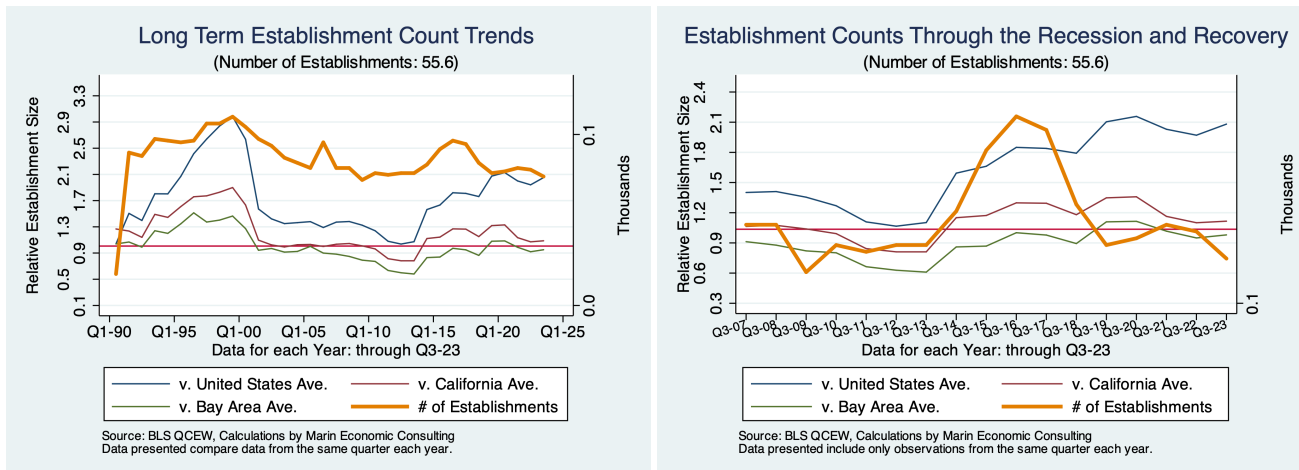 Long Term Establishment Count Trends
(Number of Establishments: 55.6)
Relative Establishment Size
3.3
2.9
2.5
2.1
1.7
1.3
0.9
0.5
0.1
0.1
0.0
Thousands
Q1-90 Q1-95 Q1-00 Q1-05 Q1-10 Q1-15 Q1-20 Q1-25
Data for each Year: through Q3-23
v. United States Ave. v. California Ave.
v. Bay Area Ave. # of Establishments
Source: BLS QCEW, Calculations by Marin Economic Consulting
Data presented compare data from the same quarter each year.
Establishment Counts Through the Recession and Recovery
(Number of Establishments: 55.6)
Relative Establishment Size
2.4
2.1
1.8
1.5
1.2
0.9
0.6
0.3
0.1
Thousands
Q3-07 Q3-08 Q3-09 Q3-10 Q3-11 Q3-12 Q3-13 Q3-14 Q3-15 Q3-16 Q3-17 Q3-18 Q3-19 Q3-20 Q3-21 Q3-22 Q3-23
Data for each Year: through Q3-23
v. United States Ave. v. California Ave.
v. Bay Area Ave. # of Establishments
Source: BLS QCEW, Calculations by Marin Economic Consulting
Data presented include only observations from the same quarter each year.